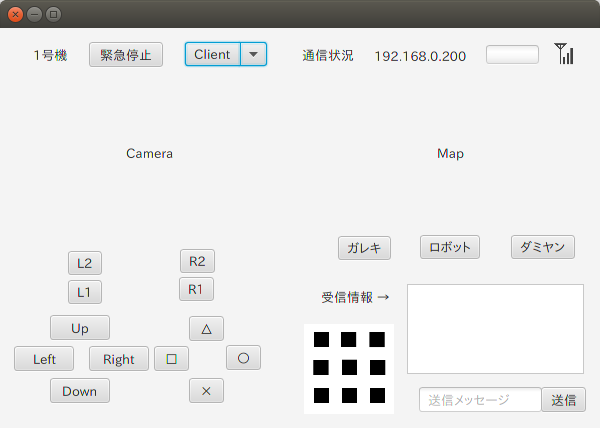 1号機 緊急停止 Client 通信状況 192.168.0.200
Camera Map
ガレキ ロボット ダミヤン
L2 R2
L1 R1
受信情報 →
Up △
Left Right □ ○
Down ×
送信メッセージ 送信